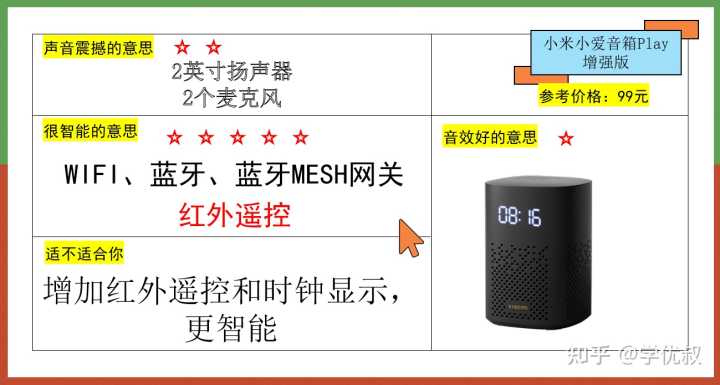 声音震撼的意思
2英寸扬声器
2个麦克风
小米小爱音箱Play
增强版
参考价格：99元
很智能的意思
WIFI、蓝牙、蓝牙MESH网关
红外遥控
音效好的意思
08:16
XIAOMI
适不适合你
增加红外遥控和时钟显示，
更智能
知乎 @学优叔